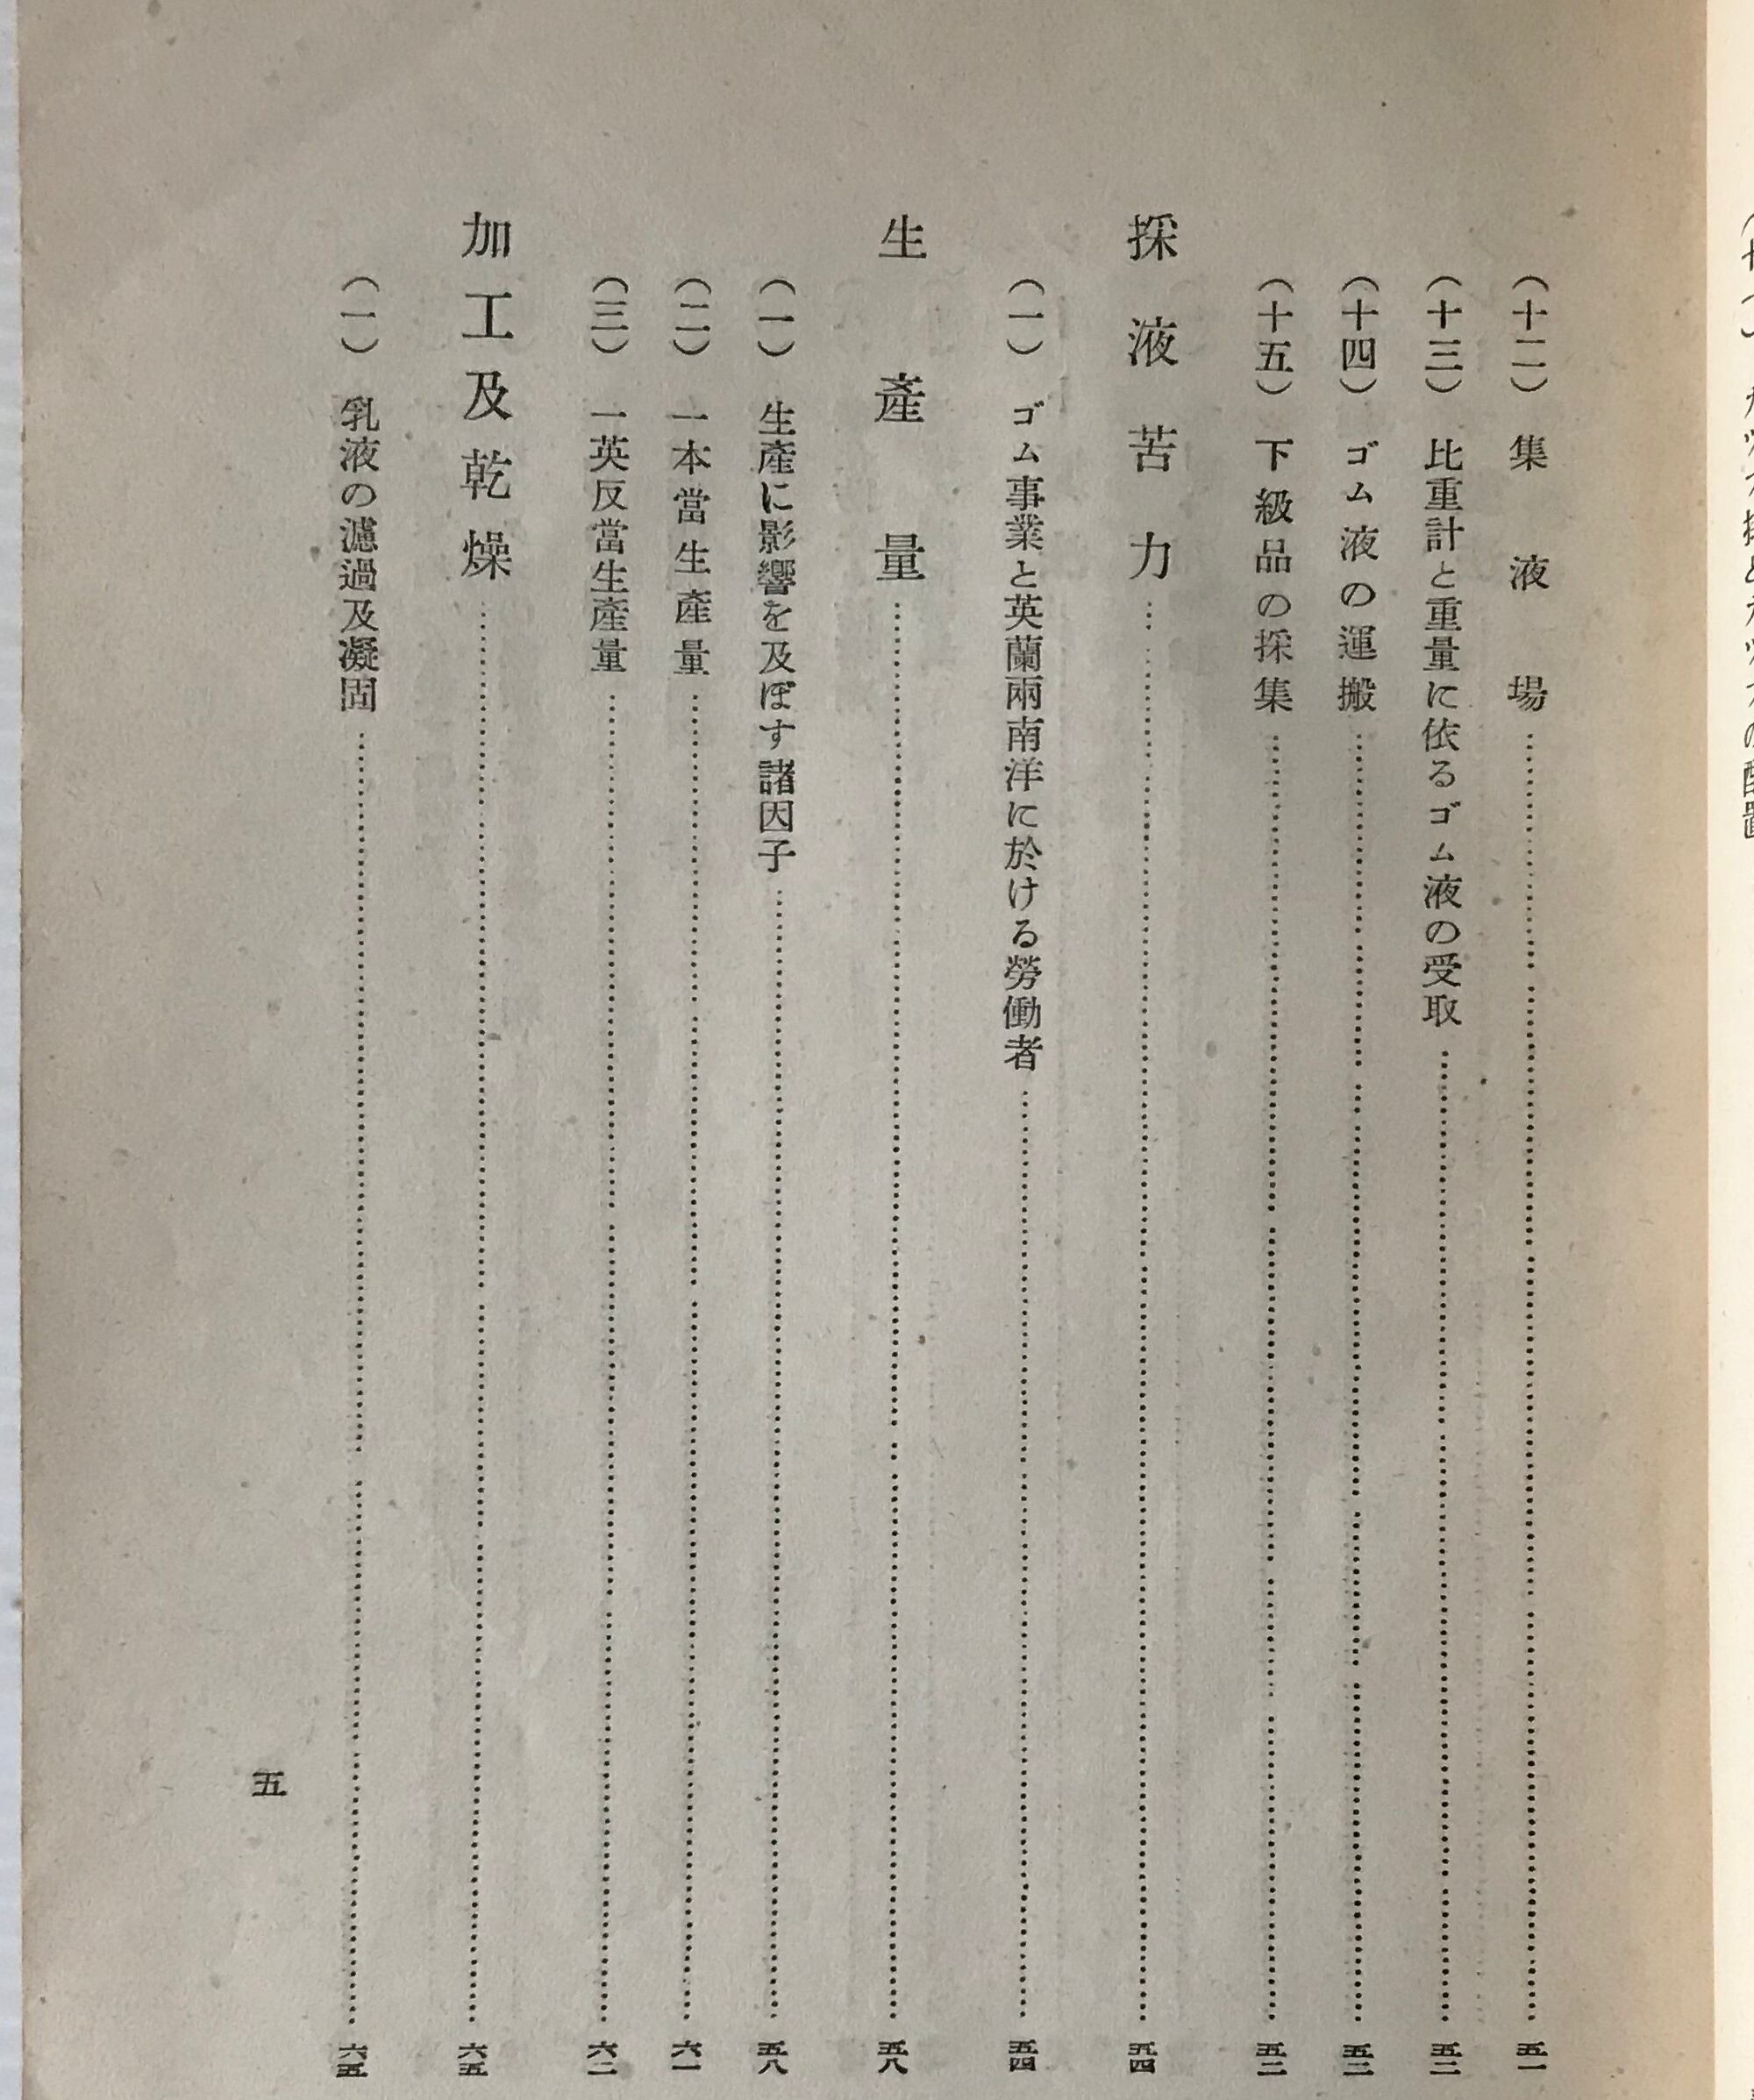 (十二) 集液場……五一
(十三) 比重計と重量に依るゴム液の受取……五二
(十四) ゴム液の運搬……五三
(十五) 下級品の採集……五三
採液苦力……五四
(一) ゴム事業と英蘭兩南洋に於ける勞働者……五四
生產量……五八
(一) 生產に影響を及ぼす諸因子……五八
(二) 一本當生產量……六一
(三) 一英反當生產量……六二
加工及乾燥……六五
(一) 乳液の濾過及凝固……六五
五